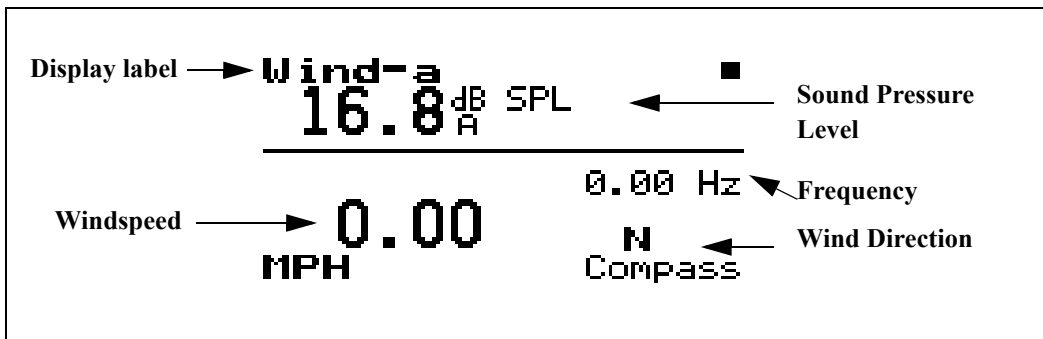 Display label
Wind-a
16.8 dB SPL
A
Sound Pressure
Level
0.00 Hz
Frequency
Windspeed
0.00
N
Wind Direction
MPH
Compass